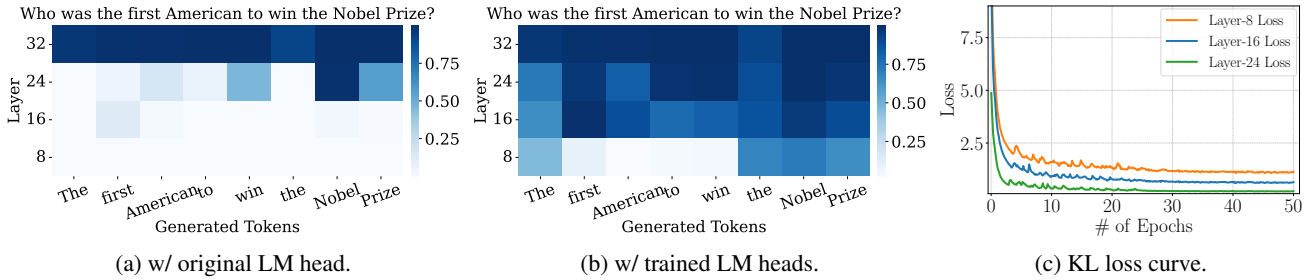 Who was the first American to win the Nobel Prize?
32
24
16
8
Layer
0.75
0.50
0.25
The first American to win the Nobel Prize
Generated Tokens
(a) w/ original LM head.
Who was the first American to win the Nobel Prize?
32
24
16
8
Layer
0.75
0.50
0.25
The first American to win the Nobel Prize
Generated Tokens
(b) w/ trained LM heads.
Layer-8 Loss
Layer-16 Loss
Layer-24 Loss
7.5
5.0
2.5
Loss
0 10 20 30 40 50
# of Epochs
(c) KL loss curve.